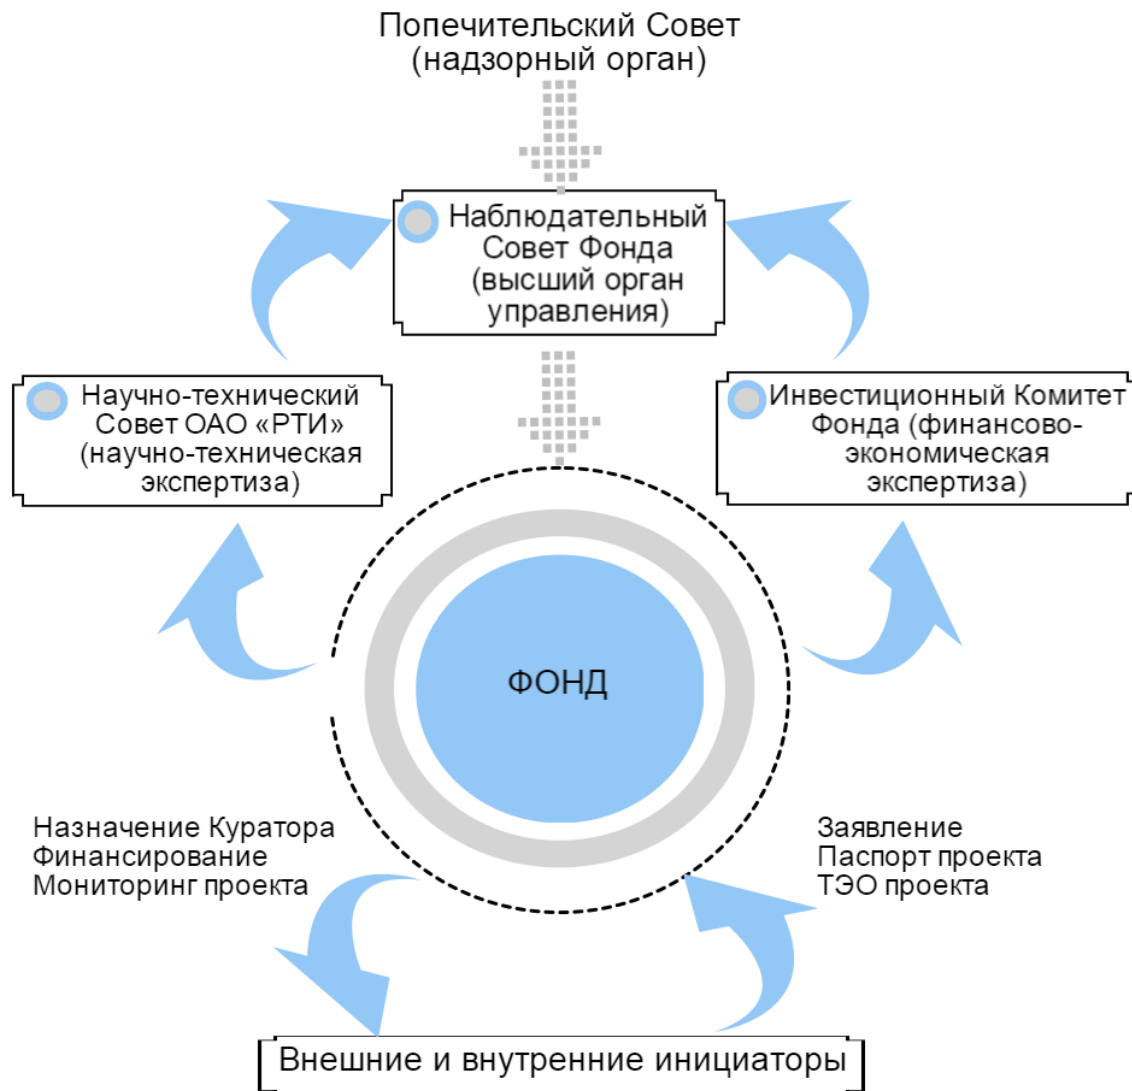 Попечительский Совет
(надзорный орган)
Наблюдательный
Совет Фонда
(высший орган
управления)
Научно-технический
Совет ОАО «РТИ»
(научно-техническая
экспертиза)
Инвестиционный Комитет
Фонда (финансово-
экономическая
экспертиза)
ФОНД
Назначение Куратора
Финансирование
Мониторинг проекта
Заявление
Паспорт проекта
ТЭО проекта
Внешние и внутренние инициаторы